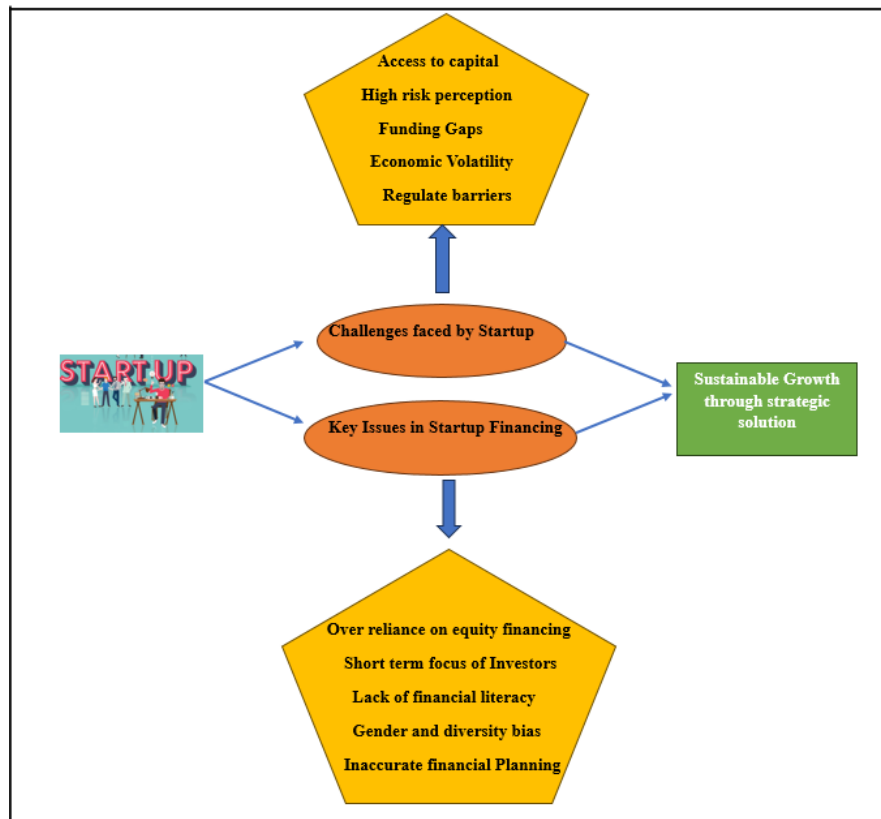 Access to capital
High risk perception
Funding Gaps
Economic Volatility
Regulate barriers
Challenges faced by Startup
START UP
Sustainable Growth
through strategic
solution
Key Issues in Startup Financing
Over reliance on equity financing
Short term focus of Investors
Lack of financial literacy
Gender and diversity bias
Inaccurate financial Planning